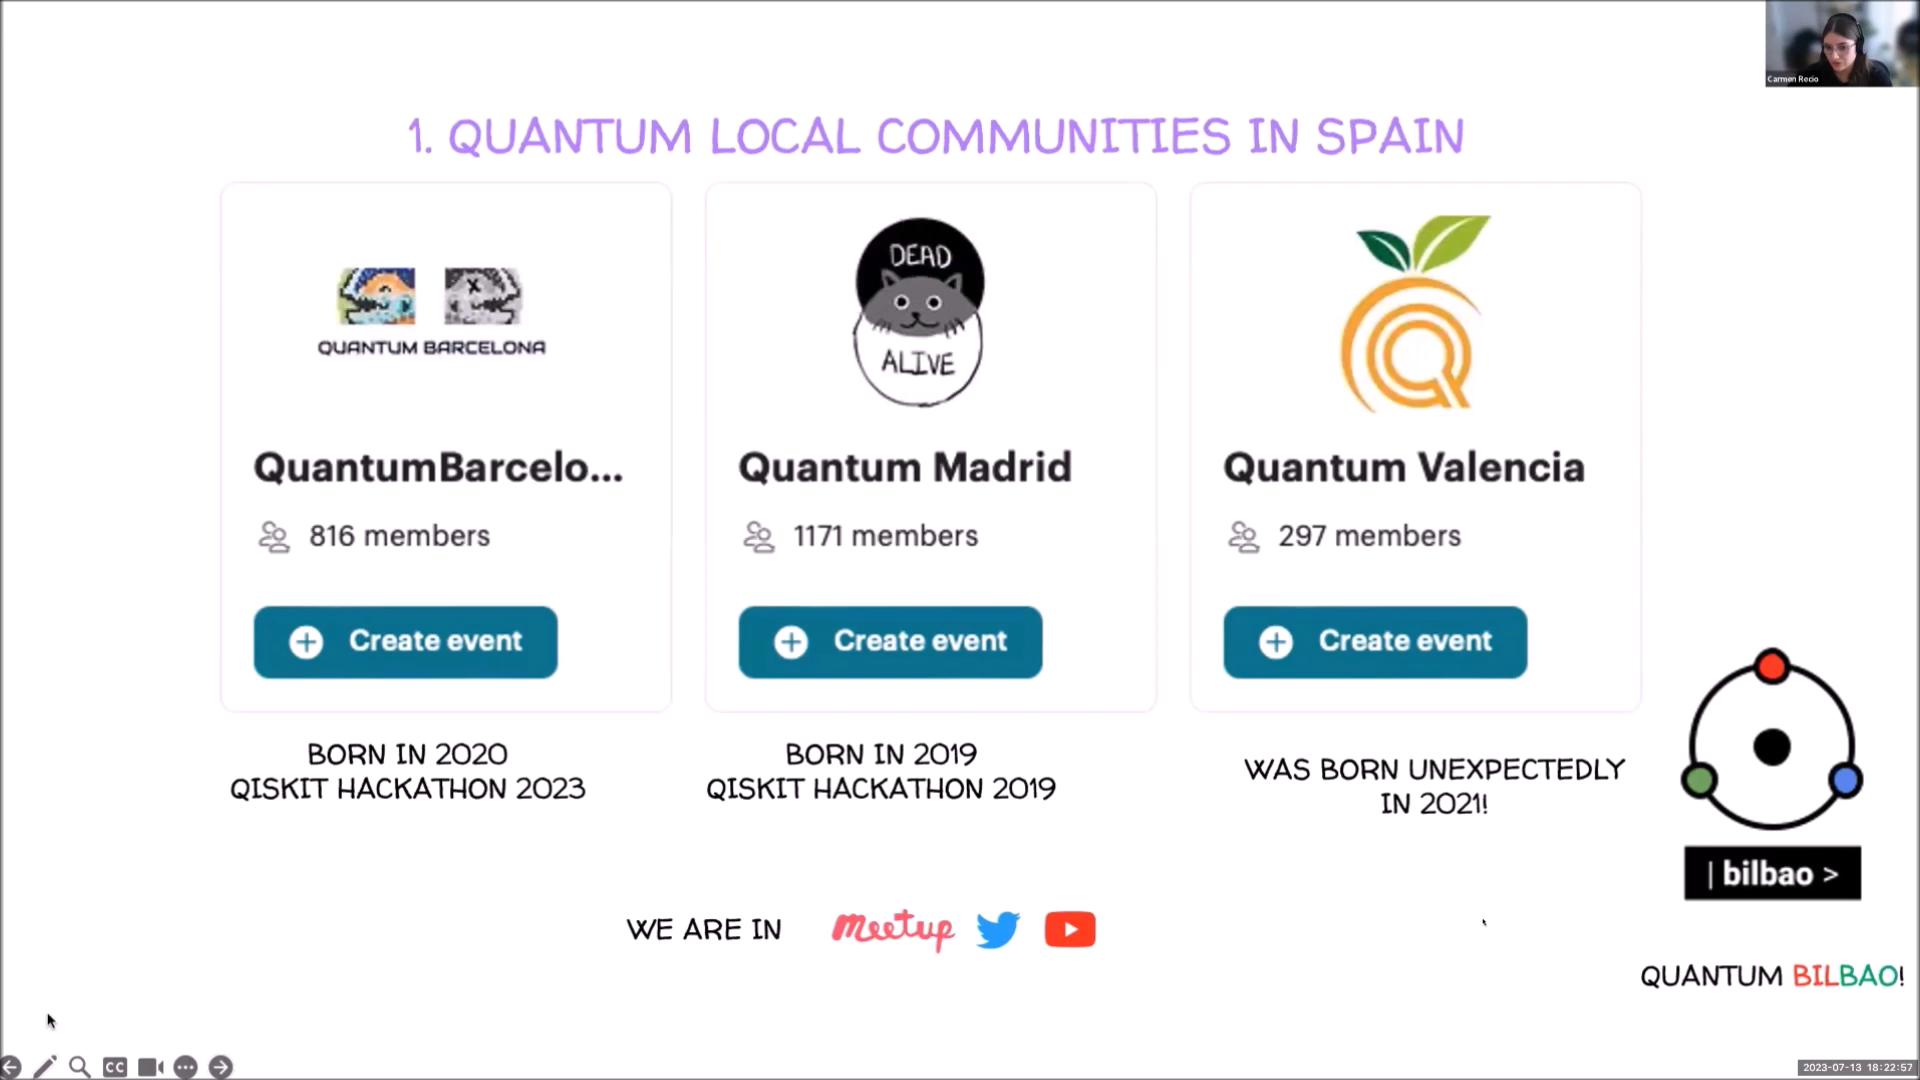 Carmen Recio
1. QUANTUM LOCAL COMMUNITIES IN SPAIN
QUANTUM BARCELONA
DEAD
ALIVE
QuantumBarcelo...
816 members
Create event
Quantum Madrid
1171 members
Create event
Quantum Valencia
297 members
Create event
BORN IN 2020
QISKIT HACKATHON 2023
BORN IN 2019
QISKIT HACKATHON 2019
WAS BORN UNEXPECTEDLY
IN 2021!
| bilbao >
WE ARE IN meetup
QUANTUM BILBAO!
CC
2023-07-13 18:22:57